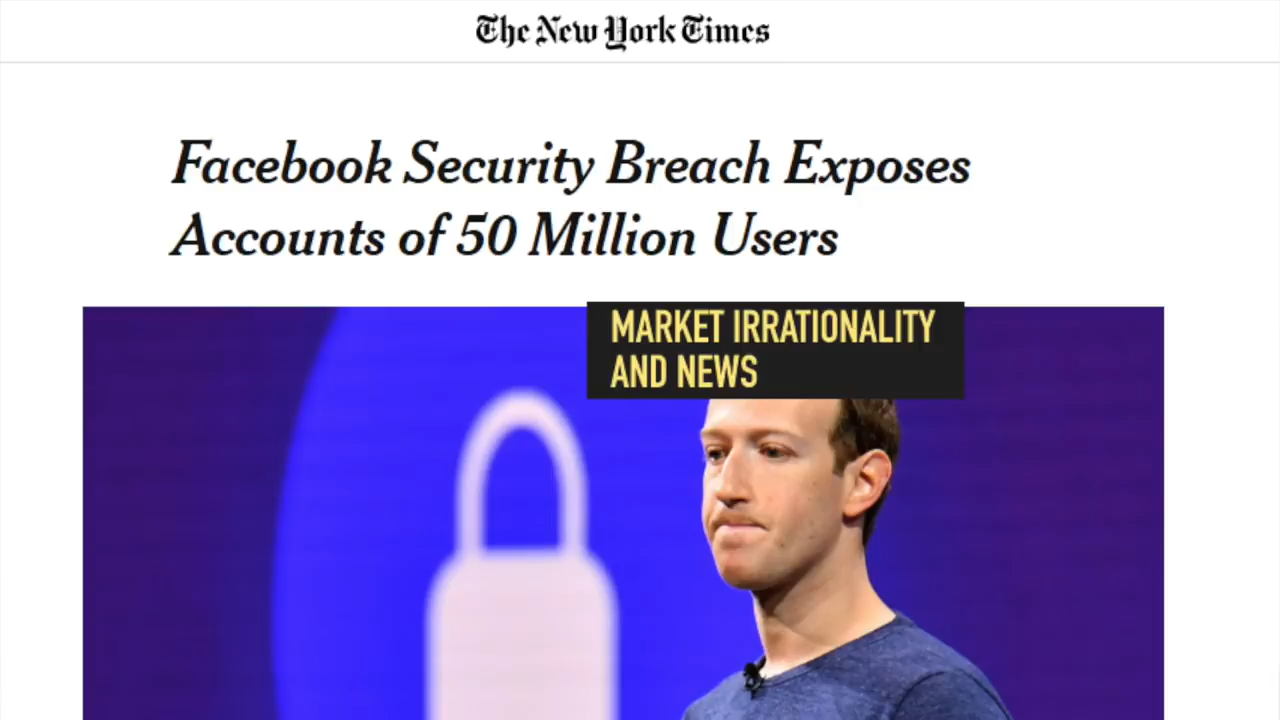 The New York Times
Facebook Security Breach Exposes
Accounts of 50 Million Users
MARKET IRRATIONALITY
AND NEWS